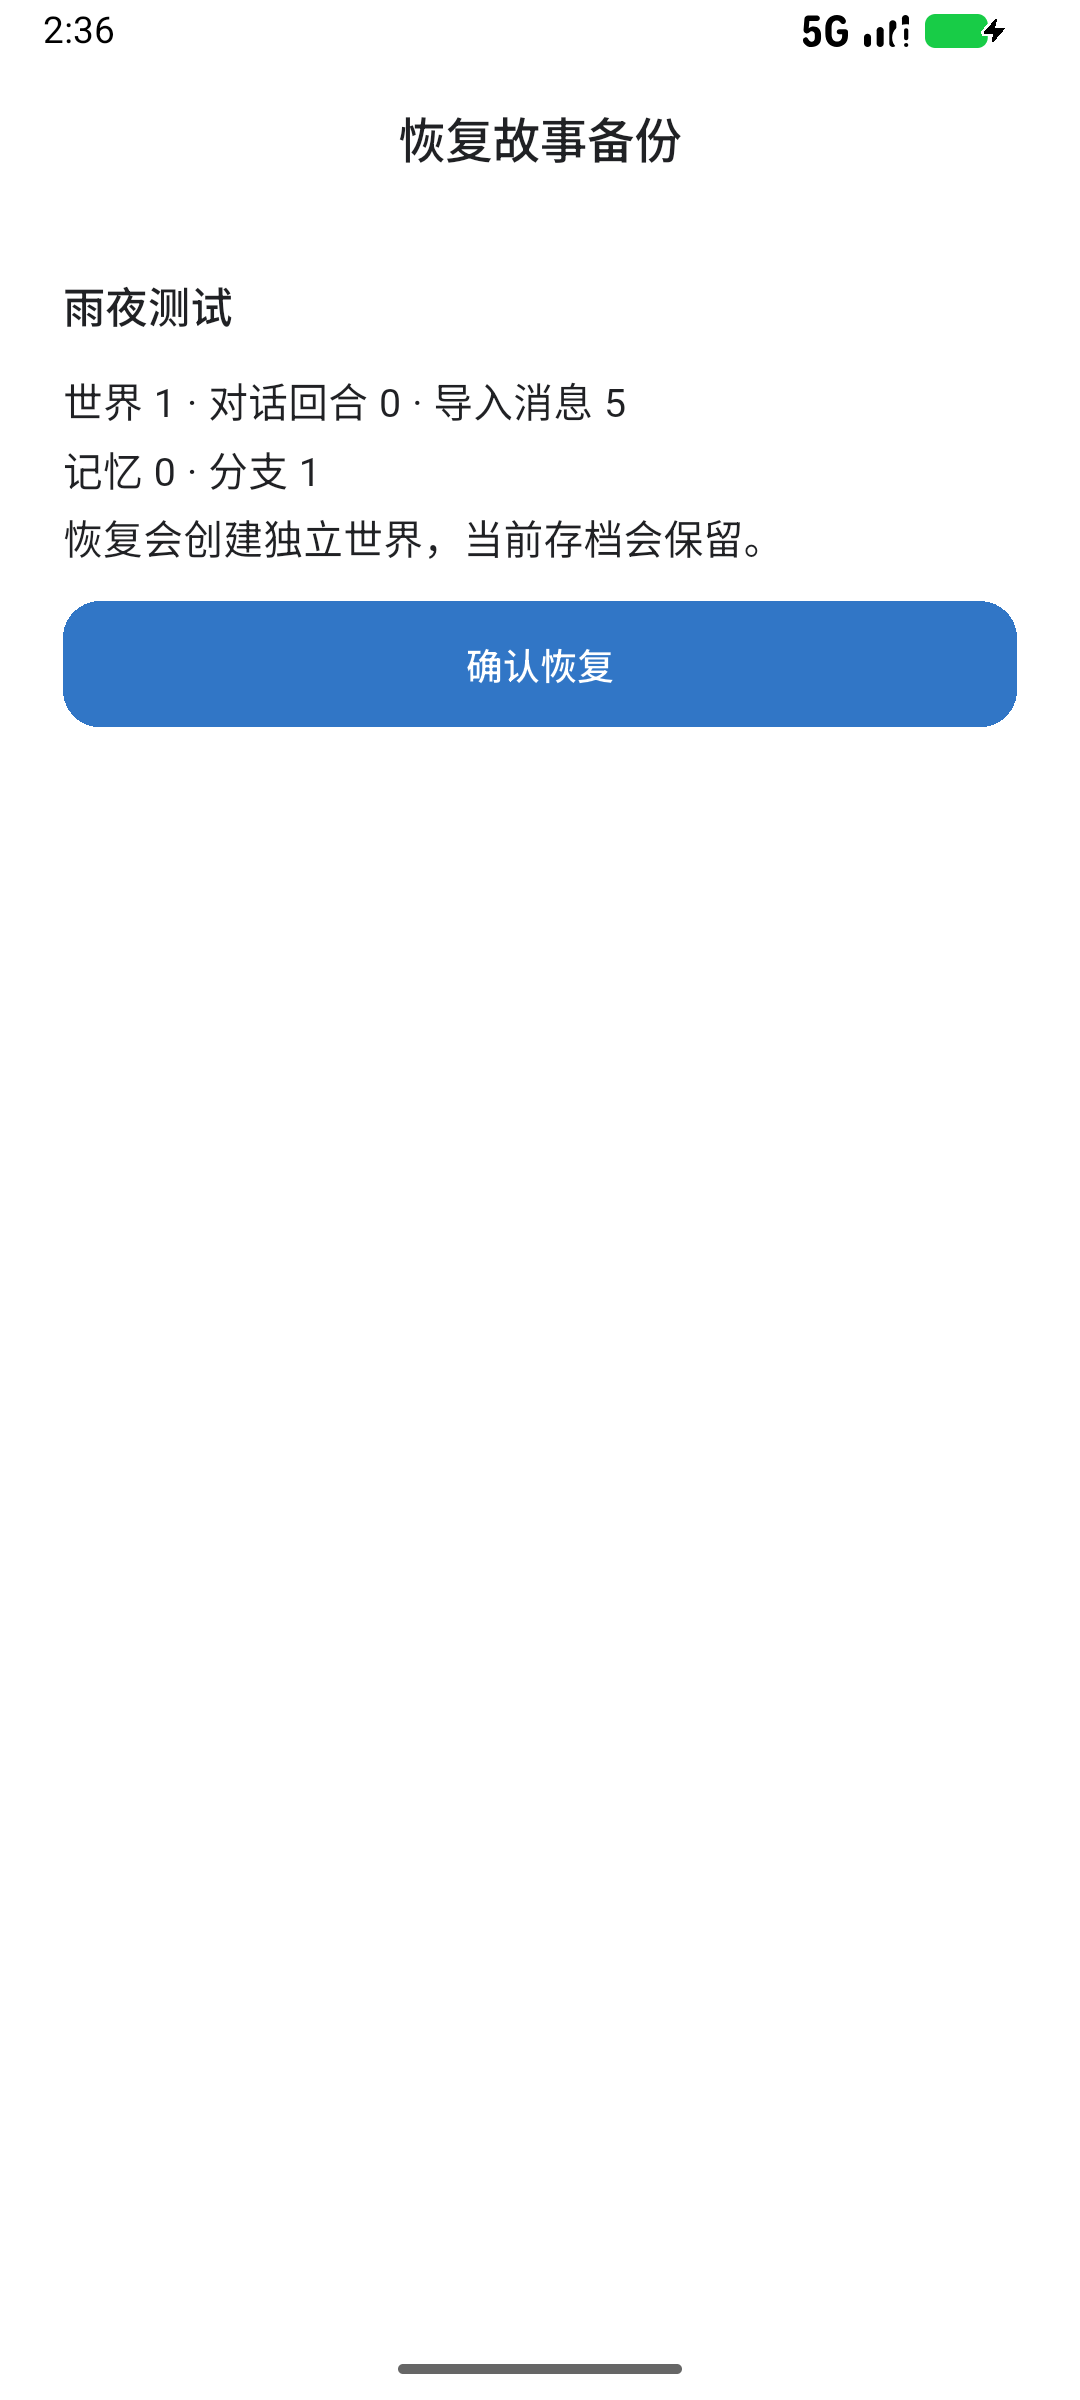 2:36 5G
恢复故事备份
雨夜测试
世界 1 · 对话回合 0 · 导入消息 5
记忆 0 · 分支 1
恢复会创建独立世界，当前存档会保留。
确认恢复